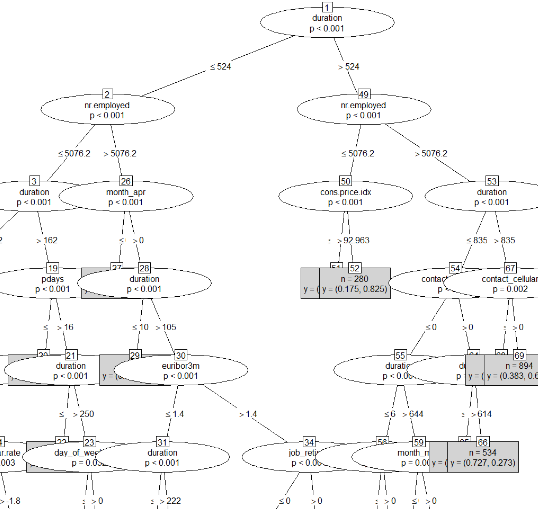 1
duration
p < 0.001
≤ 524
> 524
2
nr.employed
p < 0.001
49
nr.employed
p < 0.001
≤ 5076.2
> 5076.2
≤ 5076.2
> 5076.2
3
duration
p < 0.001
26
month_apr
p < 0.001
50
cons.price.idx
p < 0.001
53
duration
p < 0.001
> 162
≤
> 0
> 92.963
≤ 835
> 835
19
pdays
p < 0.001
28
duration
p < 0.001
52
n = 280
y = (0.175, 0.825)
54
67
contact_cellular
p = 0.002
≤
> 16
≤ 10
> 105
≤ 0
> 0
> 0
21
duration
p < 0.001
29
30
euribor3m
p < 0.001
55
69
n = 894
≤
> 250
≤ 1.4
> 1.4
≤ 6
> 644
> 614
23
31
duration
p < 0.001
34
59
66
n = 534
y = (0.727, 0.273)
> 1.8
> 0
> 222
≤ 0
> 0
> 0
> 0